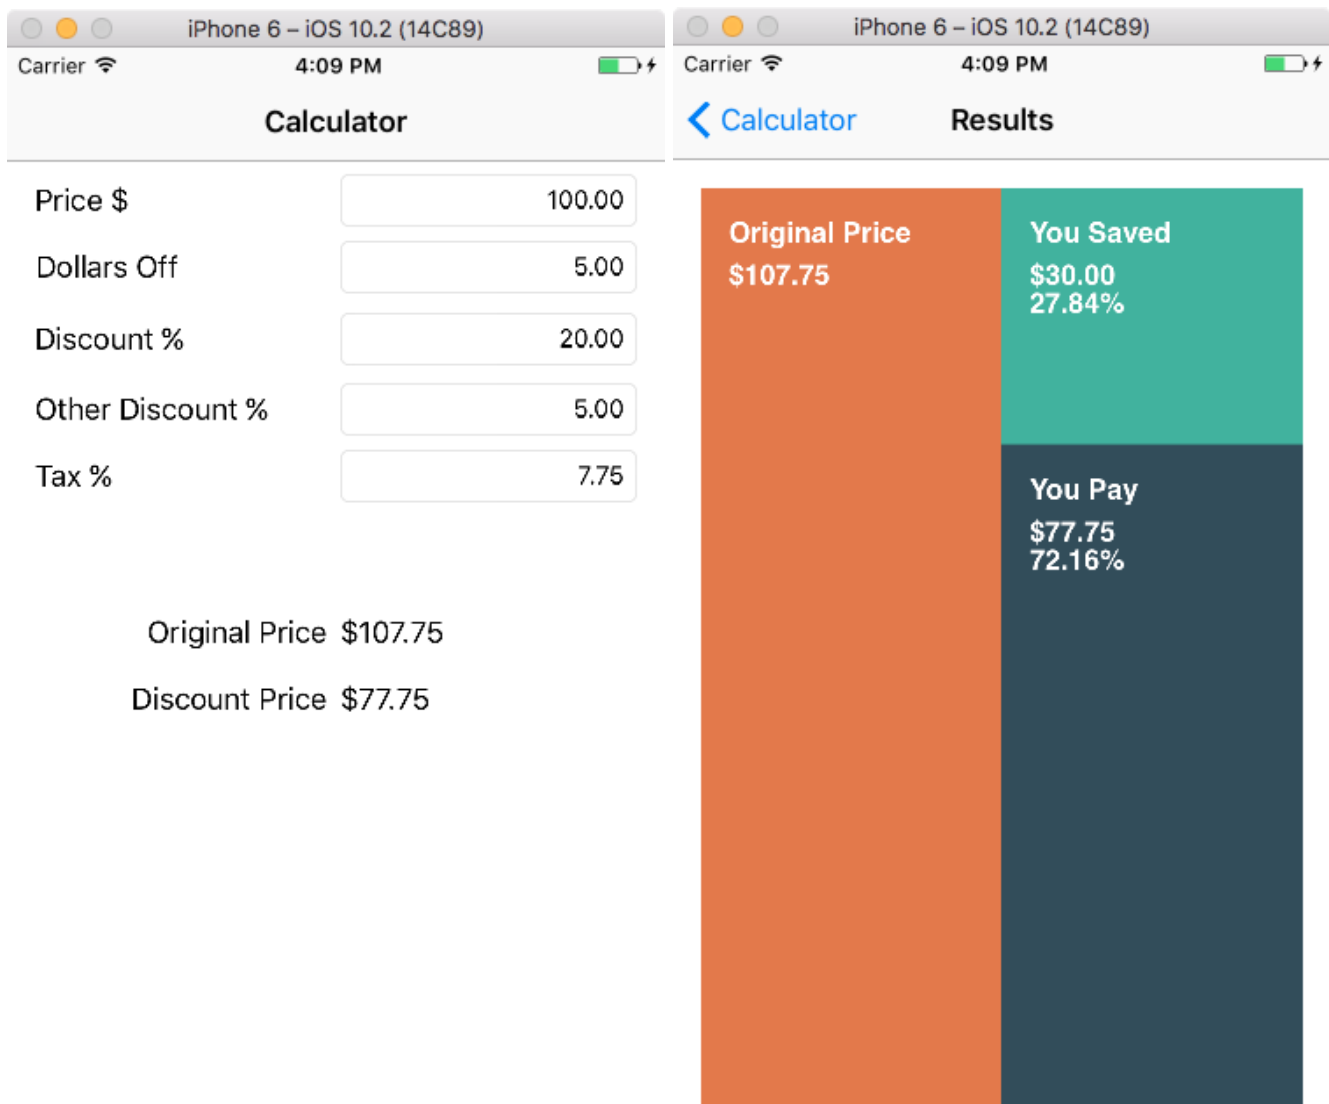 iPhone 6 – iOS 10.2 (14C89)
Carrier 4:09 PM
Calculator
Price $ 100.00
Dollars Off 5.00
Discount % 20.00
Other Discount % 5.00
Tax % 7.75
Original Price $107.75
Discount Price $77.75
iPhone 6 – iOS 10.2 (14C89)
Carrier 4:09 PM
Calculator Results
Original Price
$107.75
You Saved
$30.00
27.84%
You Pay
$77.75
72.16%